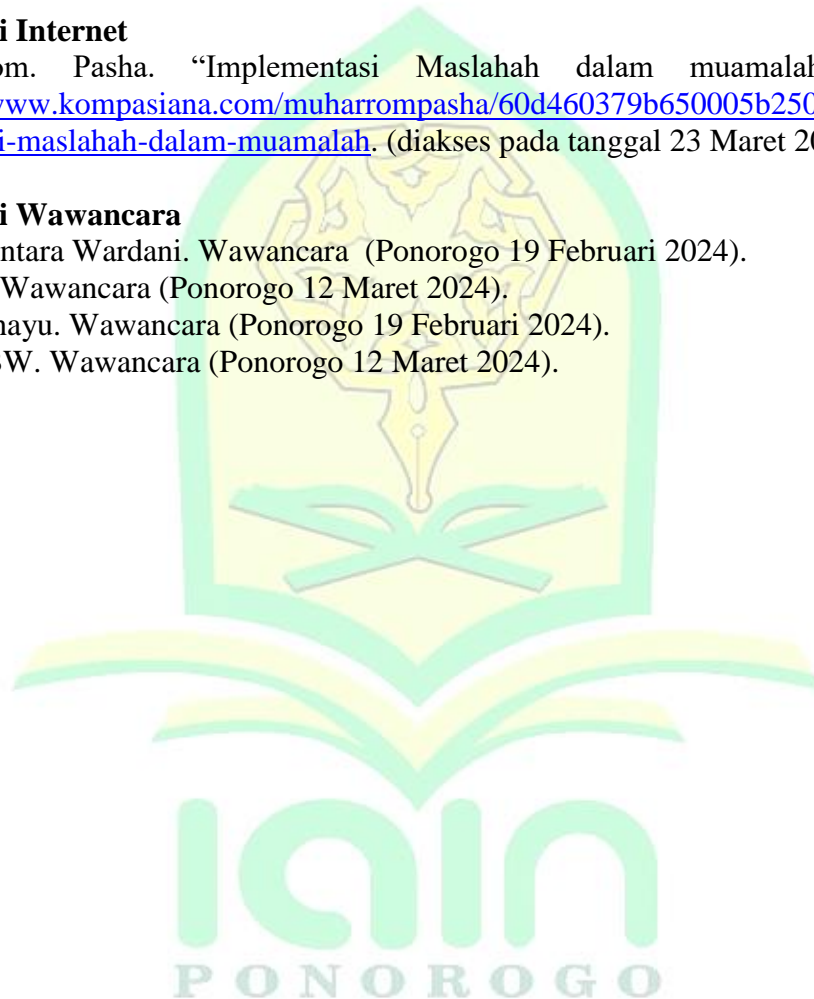 i Internet
om. Pasha. “Implementasi Maslahah dalam muamalah
www.kompasiana.com/muharrompasha/60d460379b650005b250
i-maslahah-dalam-muamalah. (diakses pada tanggal 23 Maret 20
i Wawancara
ntara Wardani. Wawancara (Ponorogo 19 Februari 2024).
Wawancara (Ponorogo 12 Maret 2024).
hayu. Wawancara (Ponorogo 19 Februari 2024).
SW. Wawancara (Ponorogo 12 Maret 2024).
iain
PONOROGO